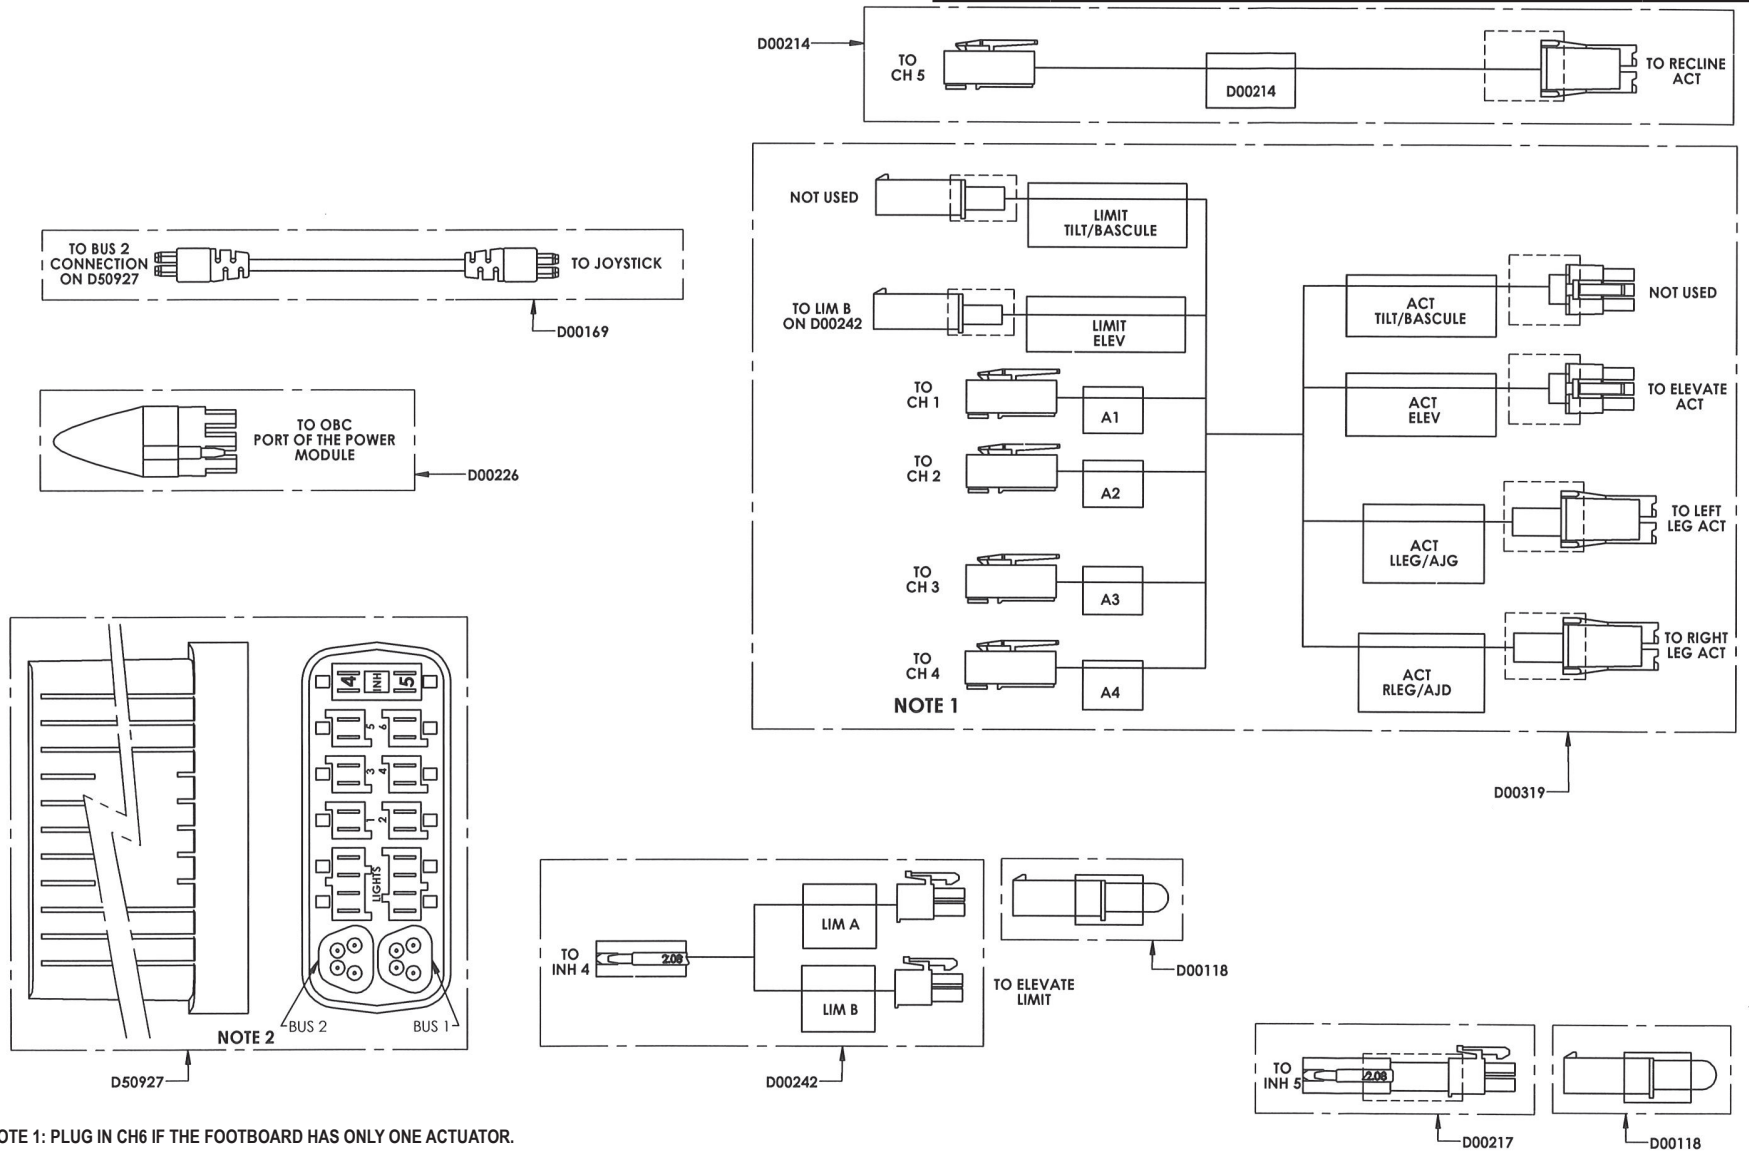 D00214
TO
CH 5
D00214
TO RECLINE
ACT
NOT USED
LIMIT
TILT/BASCULE
TO LIM B
ON D00242
LIMIT
ELEV
TO
CH 1
A1
TO
CH 2
A2
TO
CH 3
A3
TO
CH 4
A4
NOTE 1
ACT
TILT/BASCULE
NOT USED
ACT
ELEV
TO ELEVATE
ACT
ACT
LLEG/AJG
TO LEFT
LEG ACT
ACT
RLEG/AJD
TO RIGHT
LEG ACT
D00319
TO BUS 2
CONNECTION
ON D50927
TO JOYSTICK
D00169
TO OBC
PORT OF THE POWER
MODULE
D00226
4
INH
5
5
6
3
4
1
2
LIGHTS
BUS 2
BUS 1
NOTE 2
D50927
TO
INH 4
2.08
LIM A
LIM B
TO ELEVATE
LIMIT
D00242
D00118
TO
INH 5
2.08
D00217
D00118
OTE 1: PLUG IN CH6 IF THE FOOTBOARD HAS ONLY ONE ACTUATOR.